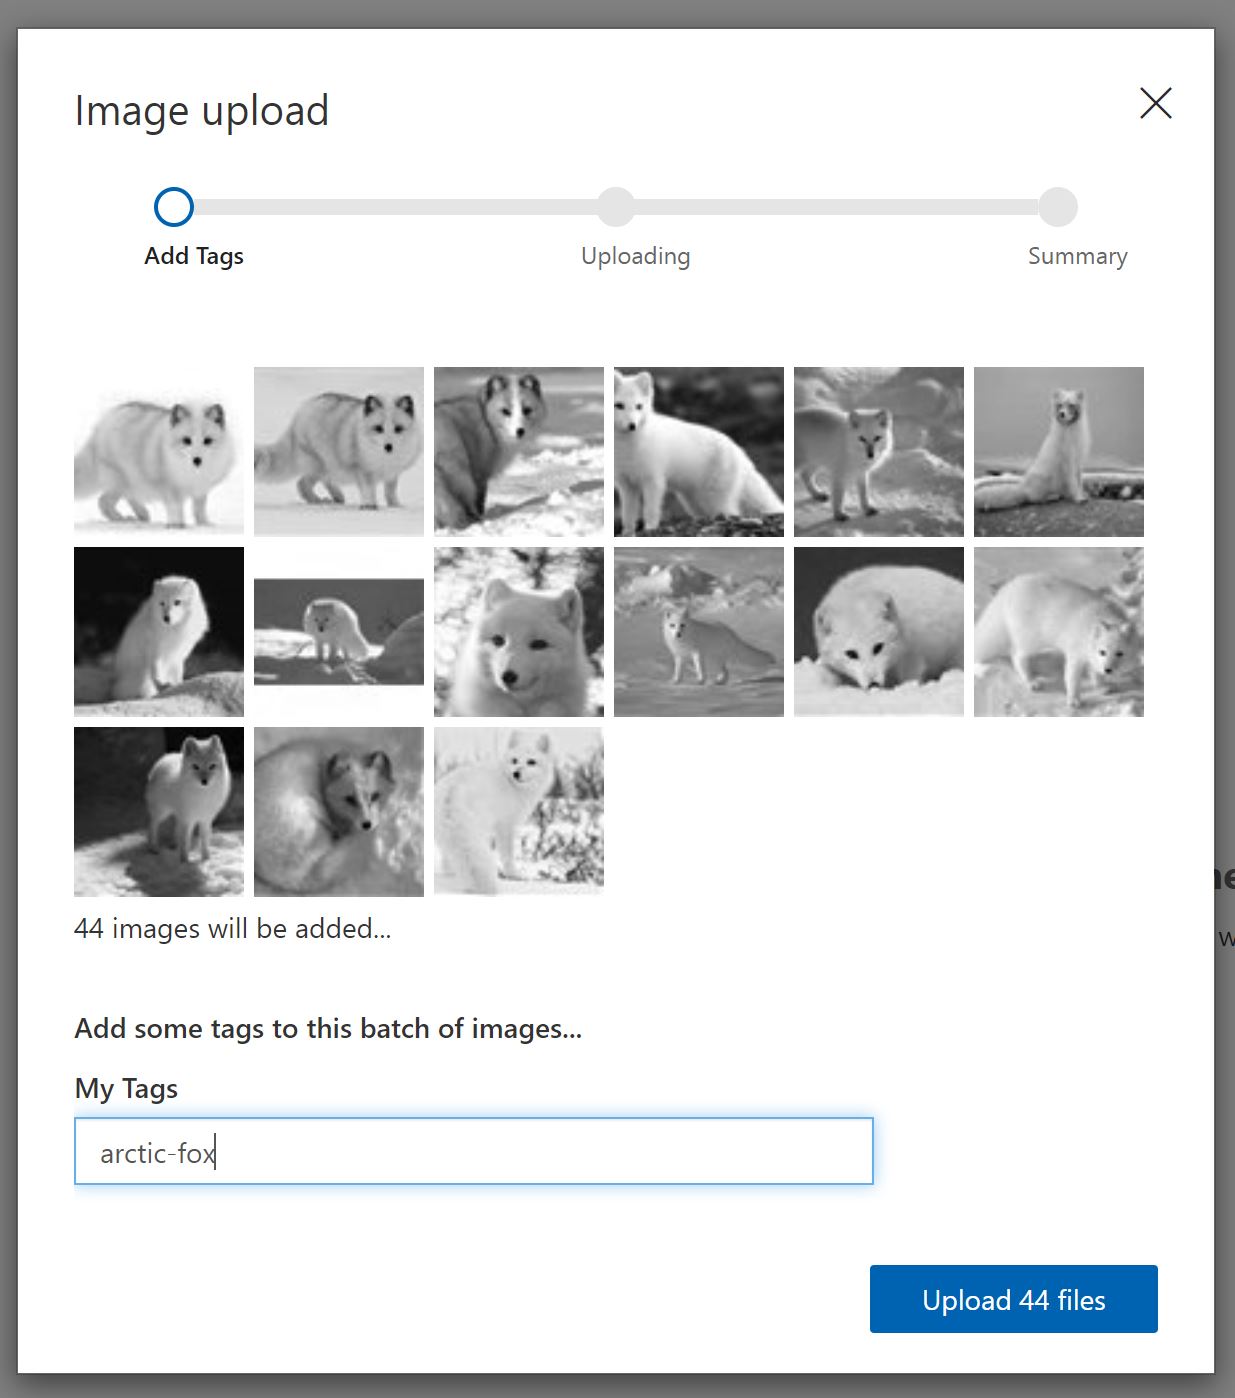 Image upload
Add Tags
Uploading
Summary
44 images will be added...
Add some tags to this batch of images...
My Tags
arctic-fox
Upload 44 files